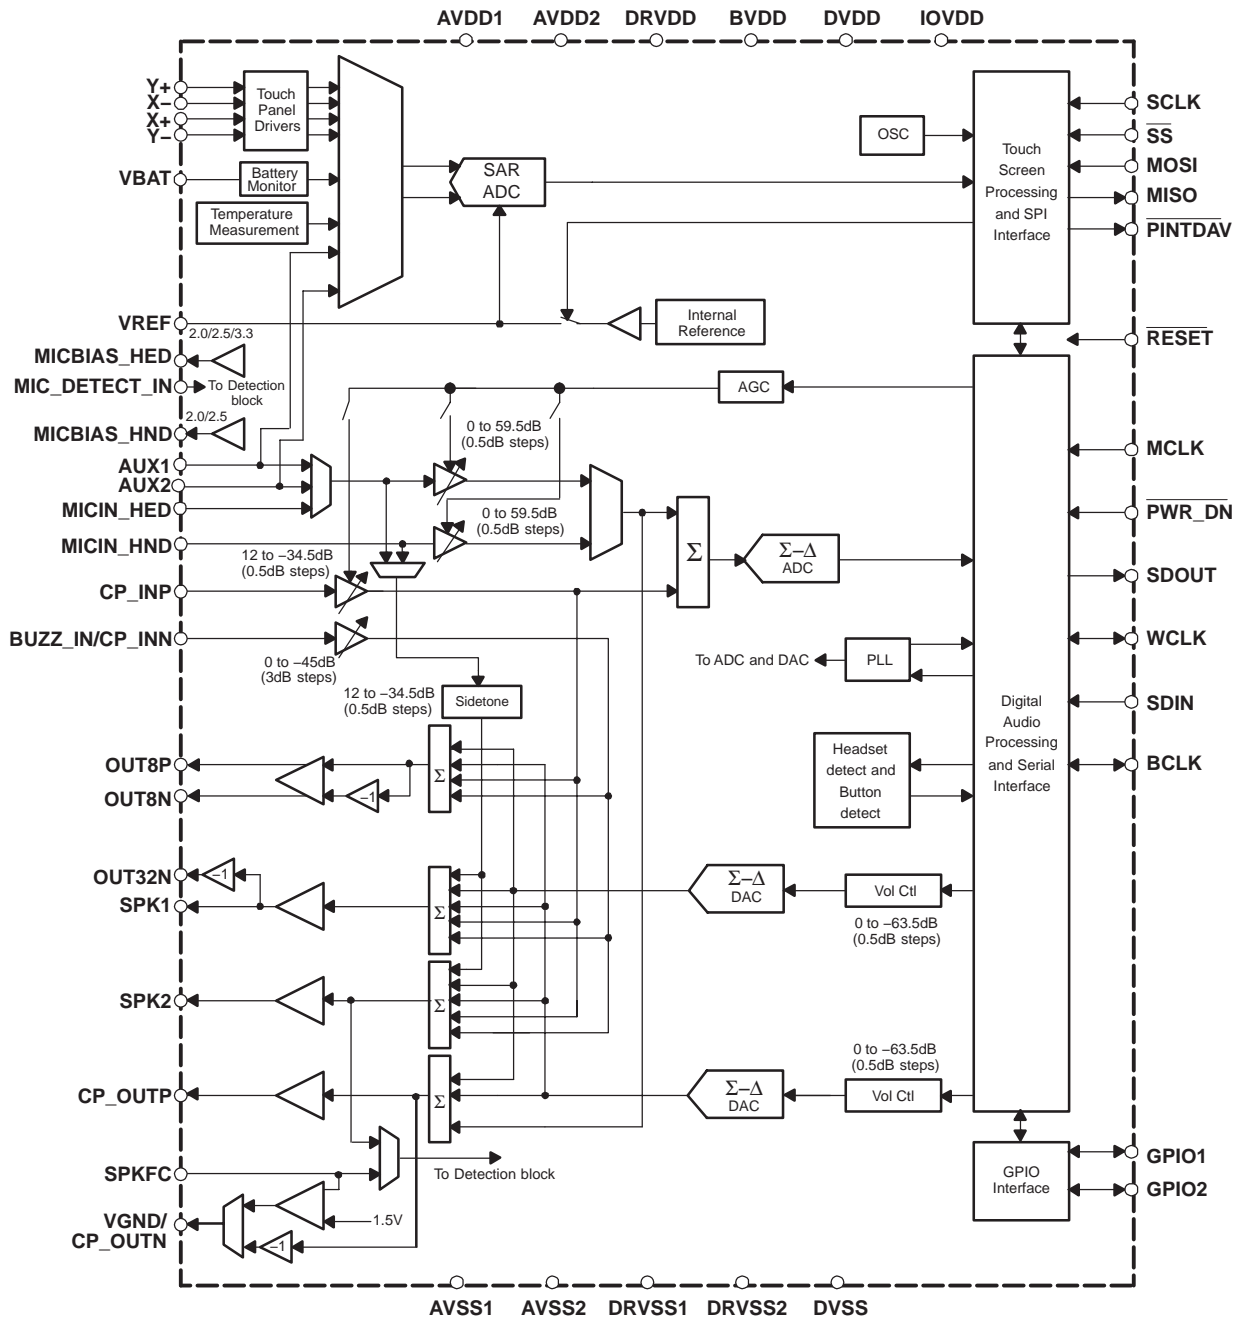 AVDD1 AVDD2 DRVDD BVDD DVDD IOVDD
Y+
X−
X+
Y−
Touch
Panel
Drivers
VBAT
Battery
Monitor
Temperature
Measurement
SAR
ADC
OSC
Touch
Screen
Processing
and SPI
Interface
SCLK
SS
MOSI
MISO
PINTDAV
VREF
Internal
Reference
RESET
MICBIAS_HED
2.0/2.5/3.3
MIC_DETECT_IN
To Detection
block
AGC
MICBIAS_HND
2.0/2.5
0 to 59.5dB
(0.5dB steps)
MCLK
AUX1
AUX2
MICIN_HED
0 to 59.5dB
(0.5dB steps)
PWR_DN
MICIN_HND
12 to −34.5dB
(0.5dB steps)
Σ
Σ−Δ
ADC
SDOUT
CP_INP
BUZZ_IN/CP_INN
0 to −45dB
(3dB steps)
To ADC and DAC
PLL
WCLK
12 to −34.5dB
(0.5dB steps)
Sidetone
Digital
Audio
Processing
and Serial
Interface
SDIN
OUT8P
OUT8N
−1
Σ
Headset
detect and
Button
detect
BCLK
OUT32N
−1
SPK1
Σ
Σ−Δ
DAC
Vol Ctl
0 to −63.5dB
(0.5dB steps)
SPK2
Σ
0 to −63.5dB
(0.5dB steps)
CP_OUTP
Σ
Σ−Δ
DAC
Vol Ctl
SPKFC
To Detection block
GPIO
Interface
GPIO1
GPIO2
VGND/
CP_OUTN
1.5V
−1
AVSS1 AVSS2 DRVSS1 DRVSS2 DVSS